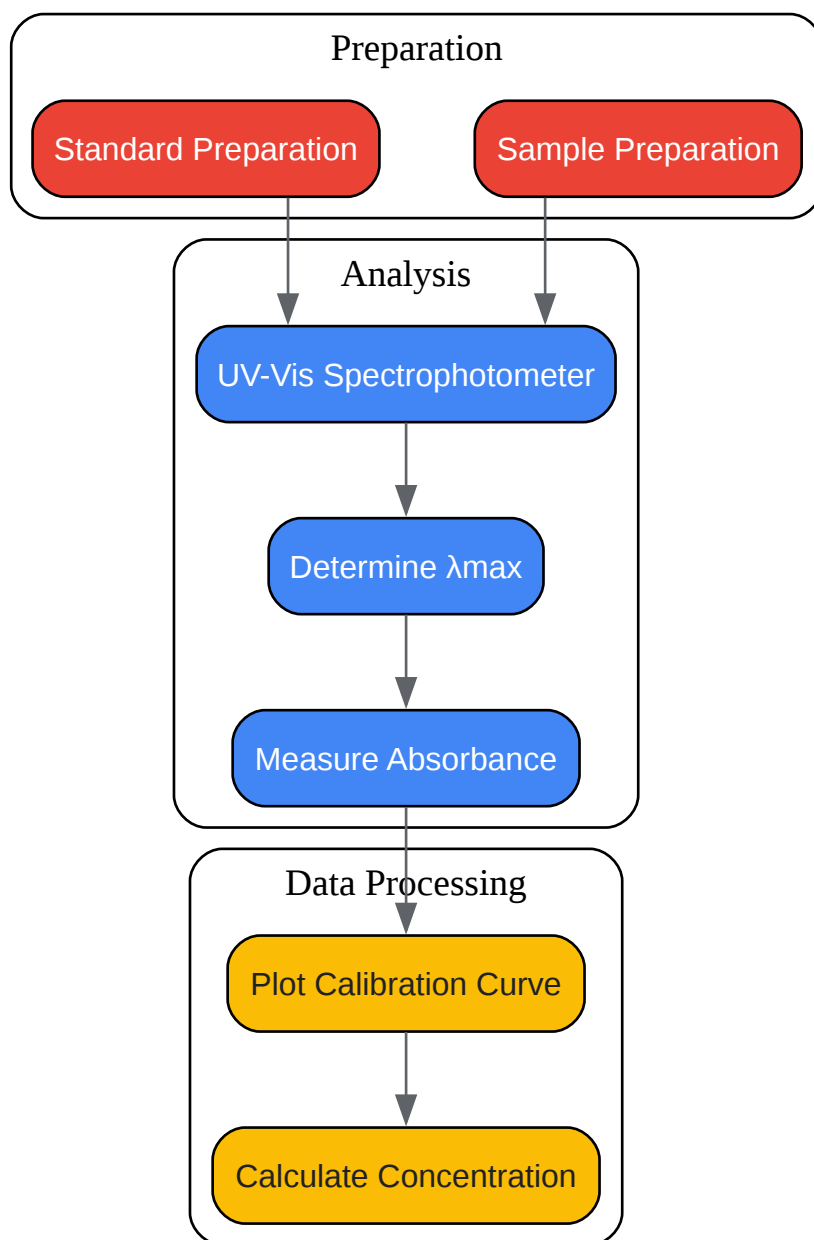 Preparation
Standard Preparation
Sample Preparation
Analysis
UV-Vis Spectrophotometer
Determine λmax
Measure Absorbance
Data Processing
Plot Calibration Curve
Calculate Concentration